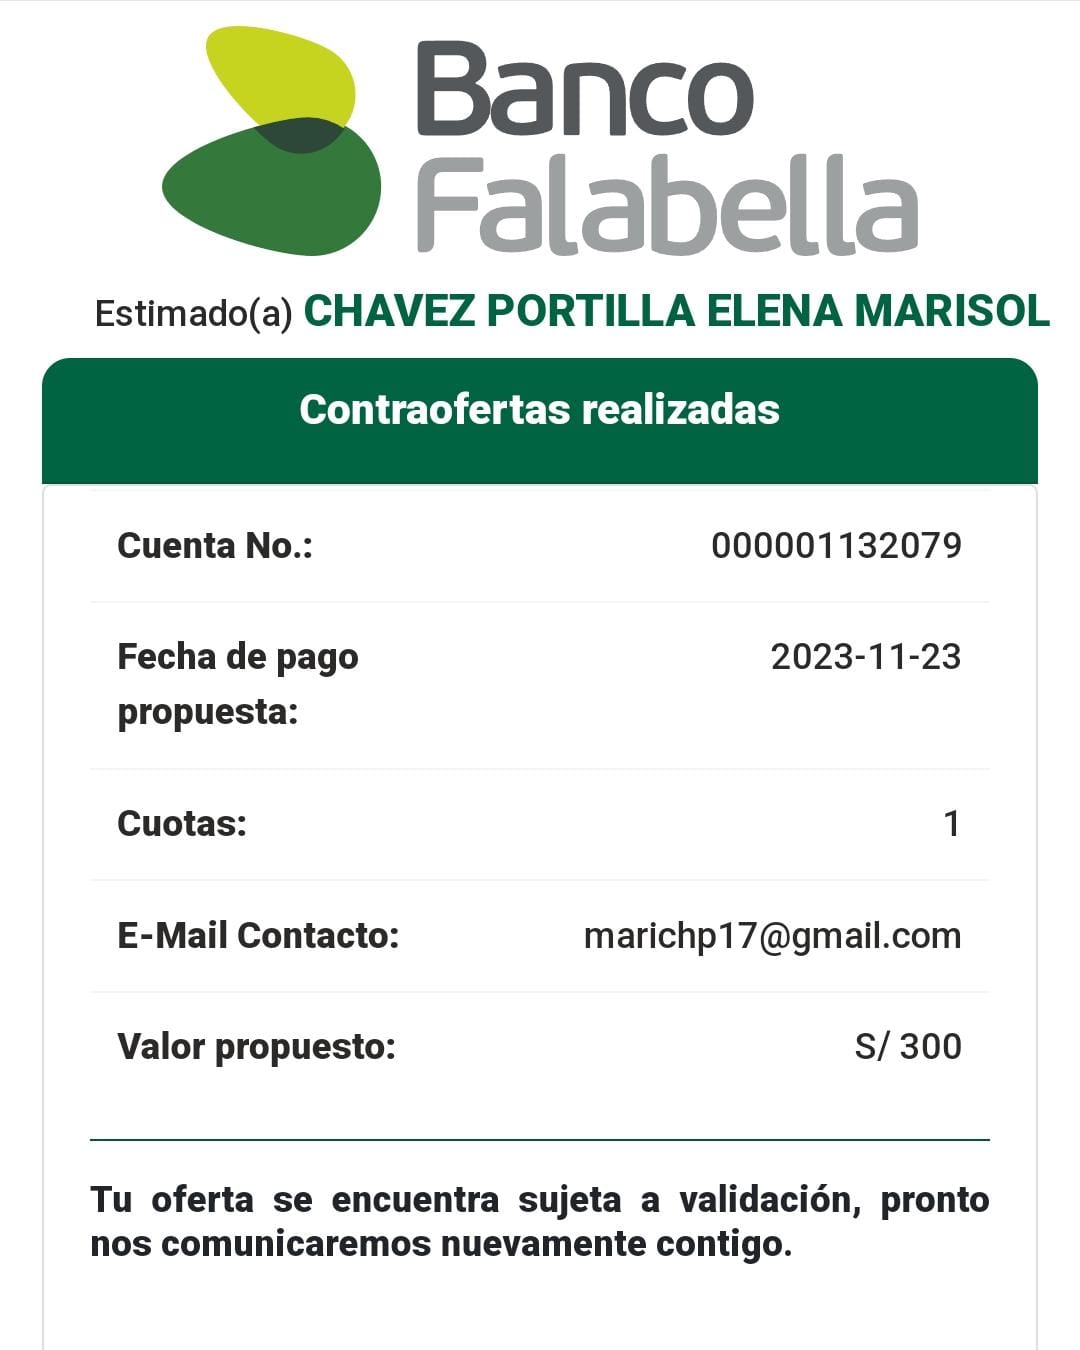 Banco
Falabella
Estimado(a) CHAVEZ PORTILLA ELENA MARISOL
Contraofertas realizadas
Cuenta No.: 000001132079
Fecha de pago 2023-11-23
propuesta:
Cuotas: 1
E-Mail Contacto: marichp17@gmail.com
Valor propuesto: S/ 300
Tu oferta se encuentra sujeta a validación, pronto
nos comunicaremos nuevamente contigo.